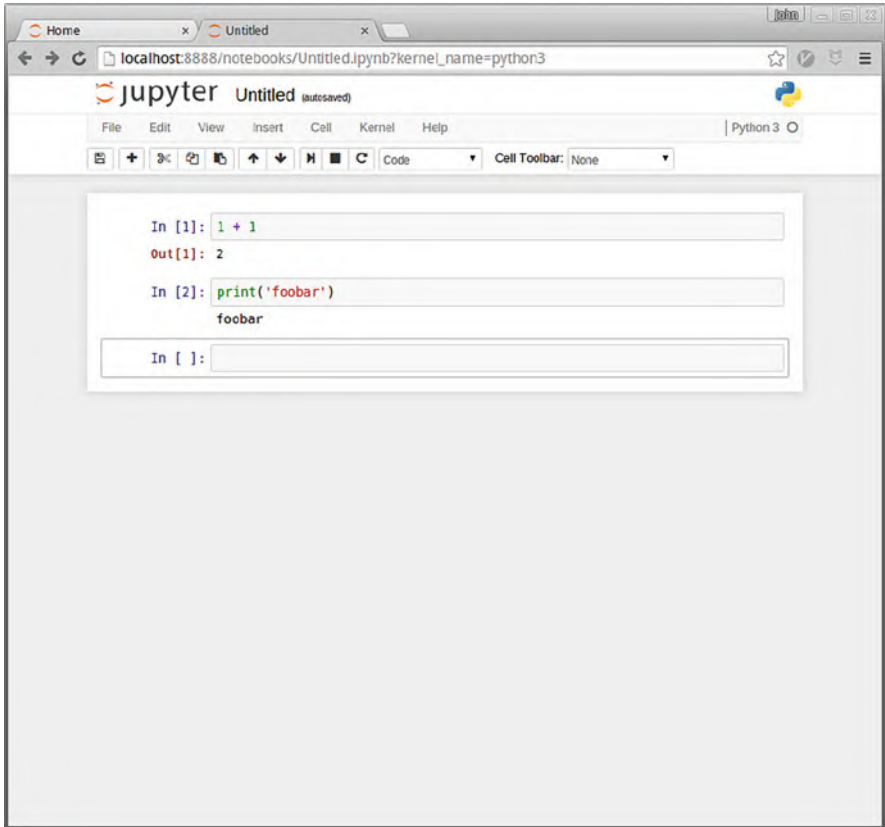 john
Home
Untitled
localhost:8888/notebooks/Untitled.ipynb?kernel_name=python3
jupyter Untitled (autosaved)
File Edit View Insert Cell Kernel Help Python 3
Code Cell Toolbar: None
In [1]: 1 + 1
Out[1]: 2
In [2]: print('foobar')
foobar
In [ ]: